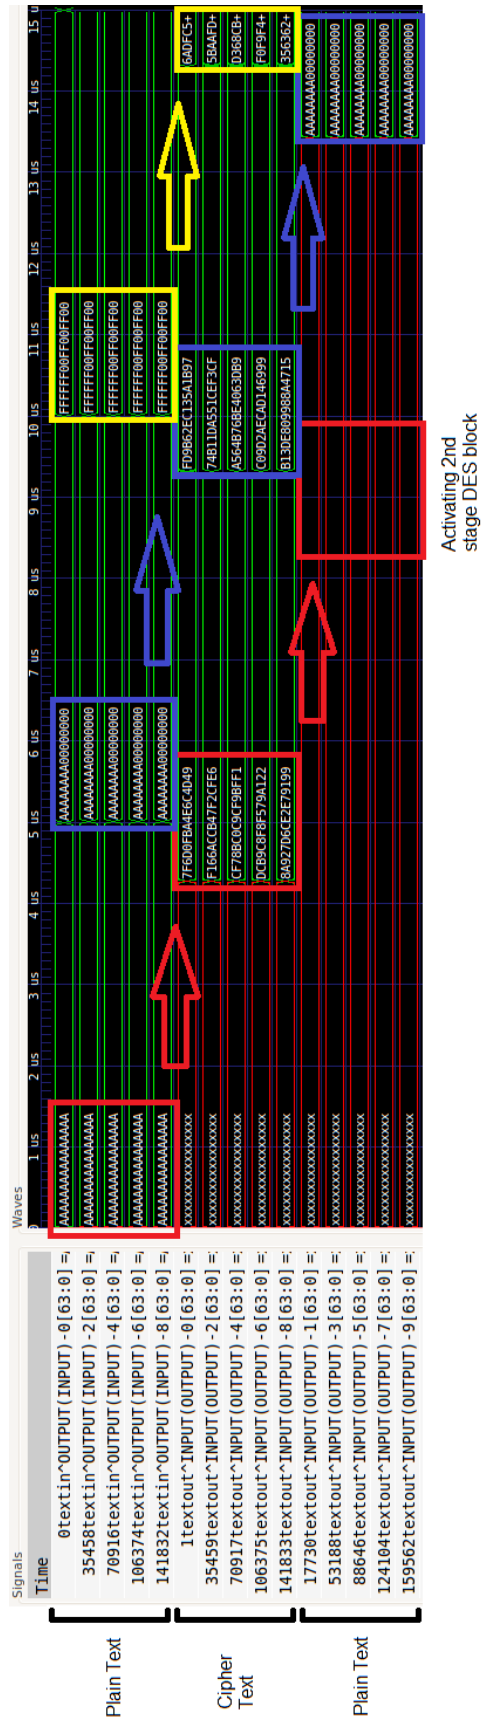 Signals
Waves
Time
0 1 us 2 us 3 us 4 us 5 us 6 us 7 us 8 us 9 us 10 us 11 us 12 us 13 us 14 us 15 u
Plain Text
0textin^OUTPUT(INPUT)-0[63:0] =; AAAAAAAAAAAAAAAA AAAAAAAA00000000 FFFFFF00FF00FF00
35458textin^OUTPUT(INPUT)-2[63:0] =; AAAAAAAAAAAAAAAA AAAAAAAA00000000 FFFFFF00FF00FF00
70916textin^OUTPUT(INPUT)-4[63:0] =; AAAAAAAAAAAAAAAA AAAAAAAA00000000 FFFFFF00FF00FF00
106374textin^OUTPUT(INPUT)-6[63:0] =; AAAAAAAAAAAAAAAA AAAAAAAA00000000 FFFFFF00FF00FF00
141832textin^OUTPUT(INPUT)-8[63:0] =; AAAAAAAAAAAAAAAA AAAAAAAA00000000 FFFFFF00FF00FF00
Cipher
Text
1textout^INPUT(OUTPUT)-0[63:0] =: xxxxxxxxxxxxxxxx 7F6D0FBA4E6C4D49 FD9B62EC135A1B97 6ADFC5+
35459textout^INPUT(OUTPUT)-2[63:0] =: xxxxxxxxxxxxxxxx F166ACCB47F2CFE6 74B11DA551CEF3CF 5BAAFD+
70917textout^INPUT(OUTPUT)-4[63:0] =: xxxxxxxxxxxxxxxx CF78BC0C9CF9BFF1 A564B76BE4063DB9 D368CB+
106375textout^INPUT(OUTPUT)-6[63:0] =: xxxxxxxxxxxxxxxx DCB9C8F8F579A122 C09D2AECAD146999 F0F9F4+
141833textout^INPUT(OUTPUT)-8[63:0] =: xxxxxxxxxxxxxxxx 8A927D6CE2E79199 B13DE809988A4715 356362+
Plain Text
17730textout^INPUT(OUTPUT)-1[63:0] =: xxxxxxxxxxxxxxxx AAAAAAAA00000000
53188textout^INPUT(OUTPUT)-3[63:0] =: xxxxxxxxxxxxxxxx AAAAAAAA00000000
88646textout^INPUT(OUTPUT)-5[63:0] =: xxxxxxxxxxxxxxxx AAAAAAAA00000000
124104textout^INPUT(OUTPUT)-7[63:0] =: xxxxxxxxxxxxxxxx AAAAAAAA00000000
159562textout^INPUT(OUTPUT)-9[63:0] =: xxxxxxxxxxxxxxxx AAAAAAAA00000000
Activating 2nd
stage DES block